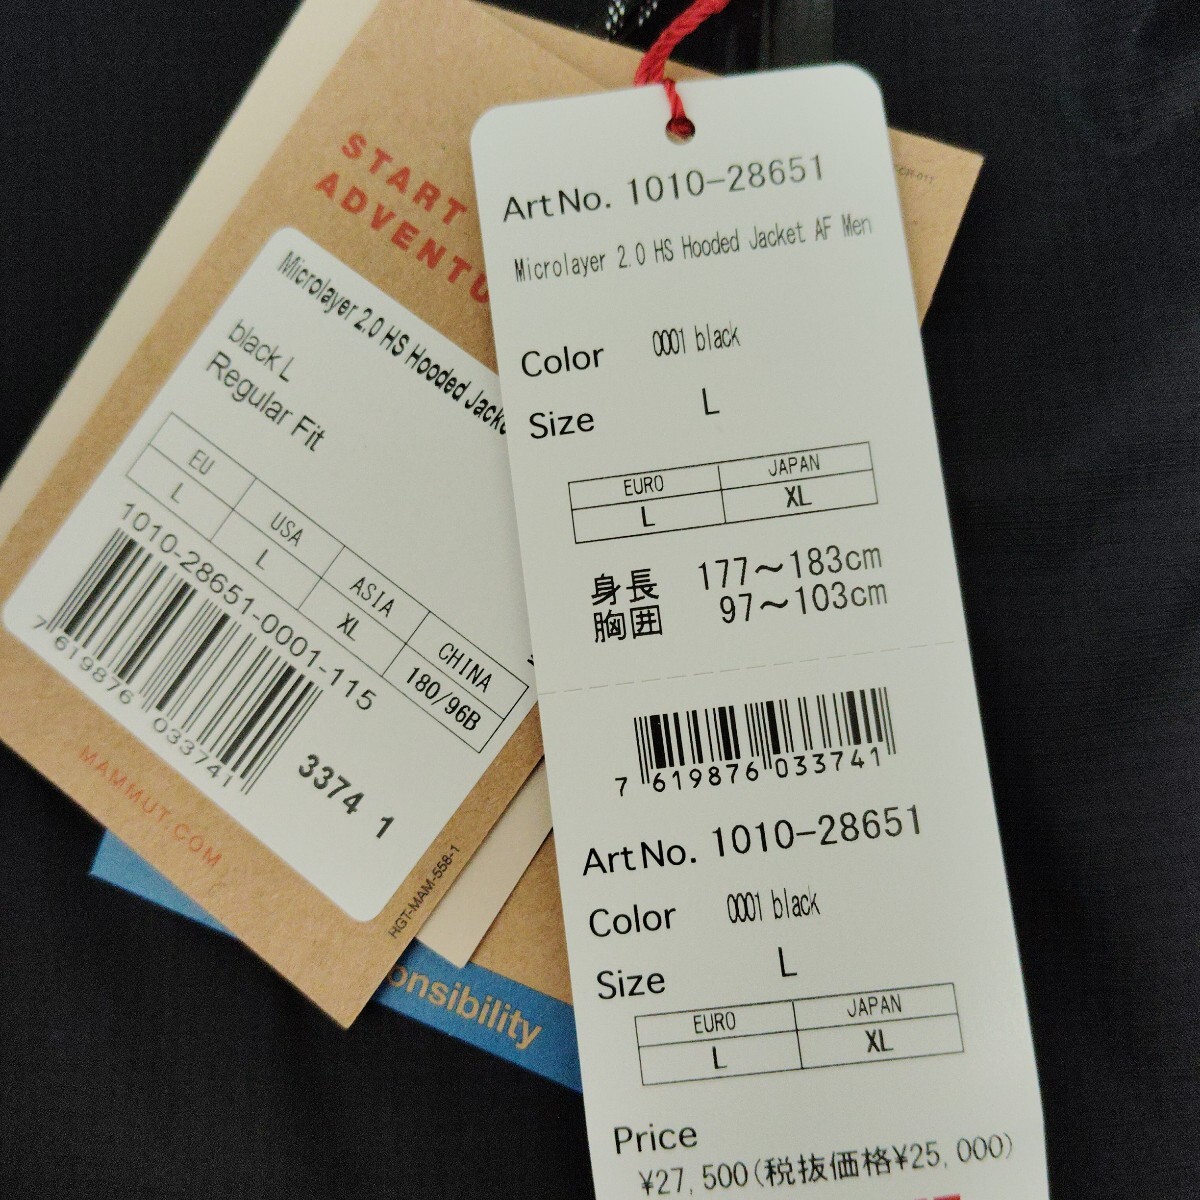 START
ADVENTU
Microlayer 2.0 HS Hooded Jacke
black L
Regular Fit
EU USA ASIA CHINA
L L XL 180/96B
1010-28651-0001-115
7 619876 033741
3374 1
MAMMUT.COM
HGT-MAM-558-1
onsibility
Art No. 1010-28651
Microlayer 2.0 HS Hooded Jacket AF Men
Color 0001 black
Size L
EURO JAPAN
L XL
身長 177～183cm
胸囲 97～103cm
7 619876 033741
Art No. 1010-28651
Color 0001 black
Size L
EURO JAPAN
L XL
Price
¥27,500(税抜価格¥25,000)